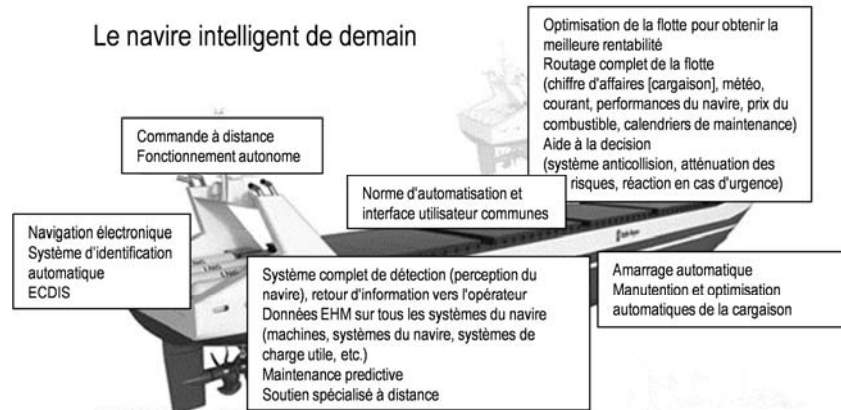 Le navire intelligent de demain
Optimisation de la flotte pour obtenir la
meilleure rentabilité
Routage complet de la flotte
(chiffre d'affaires [cargaison], météo,
courant, performances du navire, prix du
combustible, calendriers de maintenance)
Aide à la decision
(système anticollision, atténuation des
risques, réaction en cas d'urgence)
Commande à distance
Fonctionnement autonome
Norme d'automatisation et
interface utilisateur communes
Navigation électronique
Système d'identification
automatique
ECDIS
Système complet de détection (perception du
navire), retour d'information vers l'opérateur
Données EHM sur tous les systèmes du navire
(machines, systèmes du navire, systèmes de
charge utile, etc.)
Maintenance predictive
Soutien spécialisé à distance
Amarrage automatique
Manutention et optimisation
automatiques de la cargaison